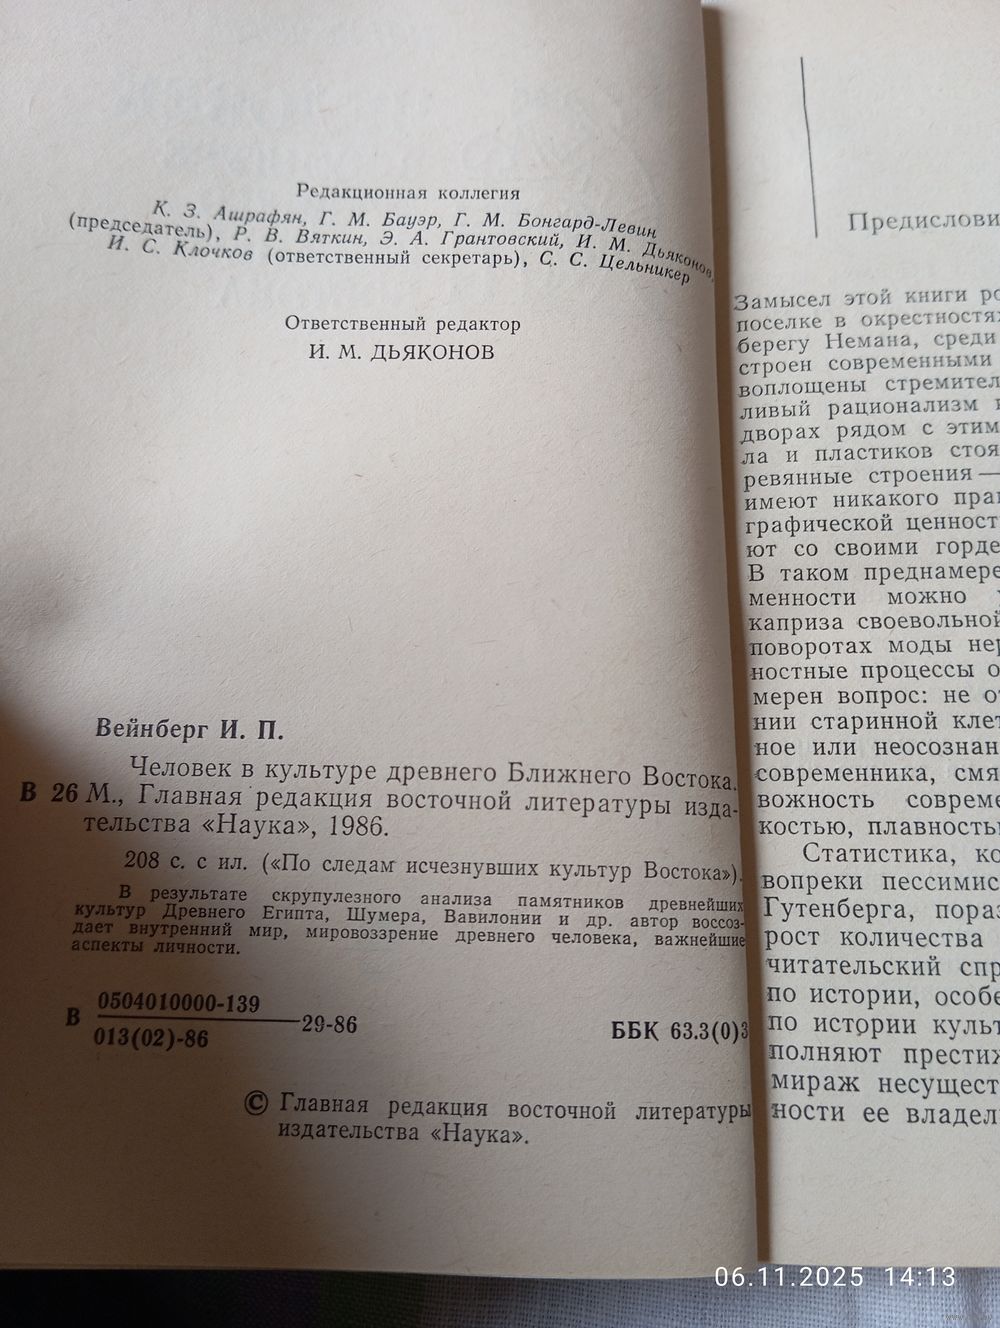 Редакционная коллегия
К. З. Ашрафян, Г. М. Бауэр, Г. М. Бонгард-Левин
(председатель), Р. В. Вяткин, Э. А. Грантовский, И. М. Дьяконов,
И. С. Клочков (ответственный секретарь), С. С. Цельникер
Ответственный редактор
И. М. ДЬЯКОНОВ
Вейнберг И. П.
Человек в культуре древнего Ближнего Востока.
В 26 М., Главная редакция восточной литературы изда-
тельства «Наука», 1986.
208 с. с ил. («По следам исчезнувших культур Востока»).
В результате скрупулезного анализа памятников древнейших
культур Древнего Египта, Шумера, Вавилонии и др. автор воссоз-
дает внутренний мир, мировоззрение древнего человека, важнейшие
аспекты личности.
В 0504010000-139
013(02)-86
29-86
ББК 63.3(0)3
© Главная редакция восточной литературы
издательства «Наука».
Предислови
Замысел этой книги ро
поселке в окрестностях
берегу Немана, среди
строен современными
воплощены стремител
ливый рационализм
дворах рядом с этим
ла и пластиков стоя
ревянные строения —
имеют никакого пра
графической ценност
ют со своими горде
В таком преднамере
менности можно
каприза своевольной
поворотах моды нер
ностные процессы о
мерен вопрос: не от
нии старинной клет
ное или неосознан
современника, смя
вожность совреме
костью, плавность
Статистика, ко
вопреки пессимис
Гутенберга, пораз
рост количества
читательский спр
по истории, особе
по истории культ
полняют престиж
мираж несущест
ности ее владел
06.11.2025 14:13